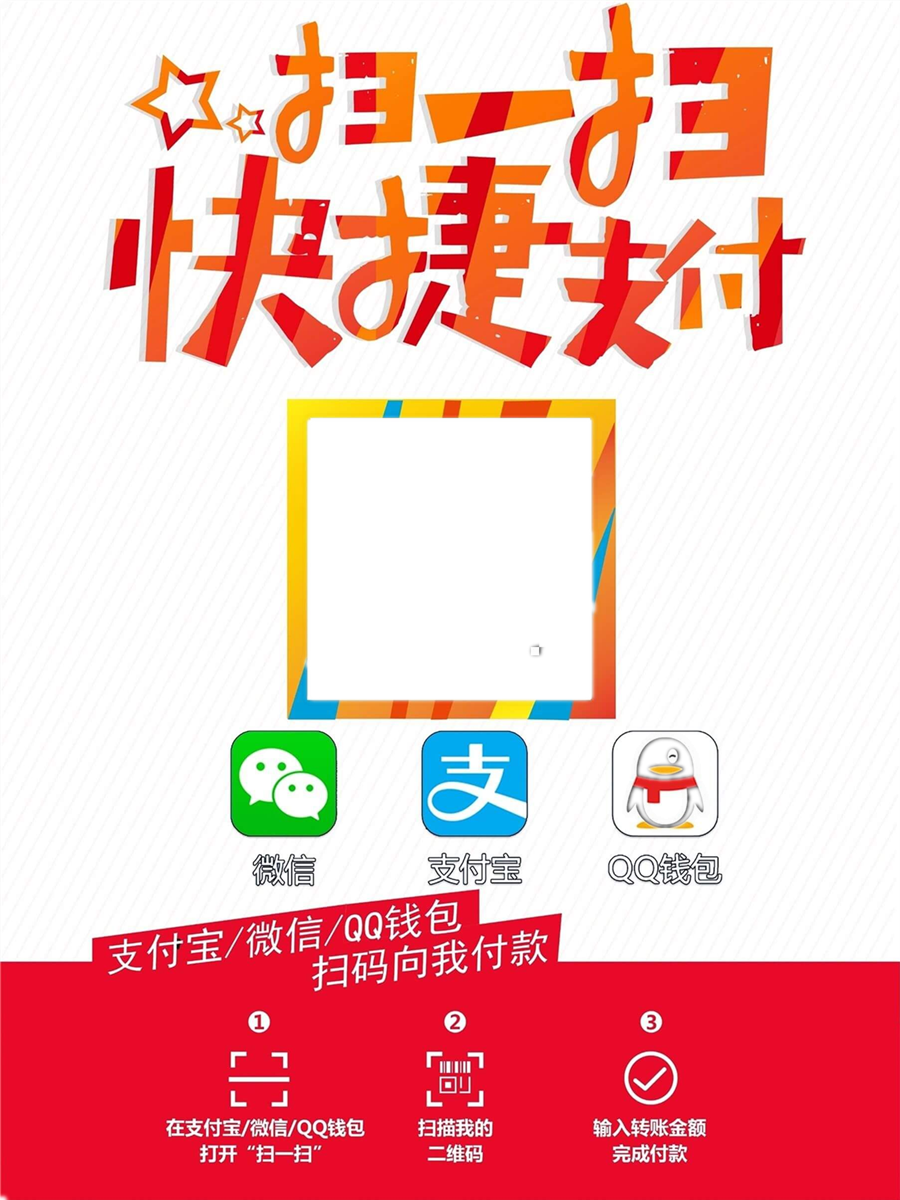 扫一扫
快捷支付
支
微信
支付宝
QQ钱包
支付宝/微信/QQ钱包
扫码向我付款
1
2
3
在支付宝/微信/QQ钱包
打开“扫一扫”
扫描我的
二维码
输入转账金额
完成付款